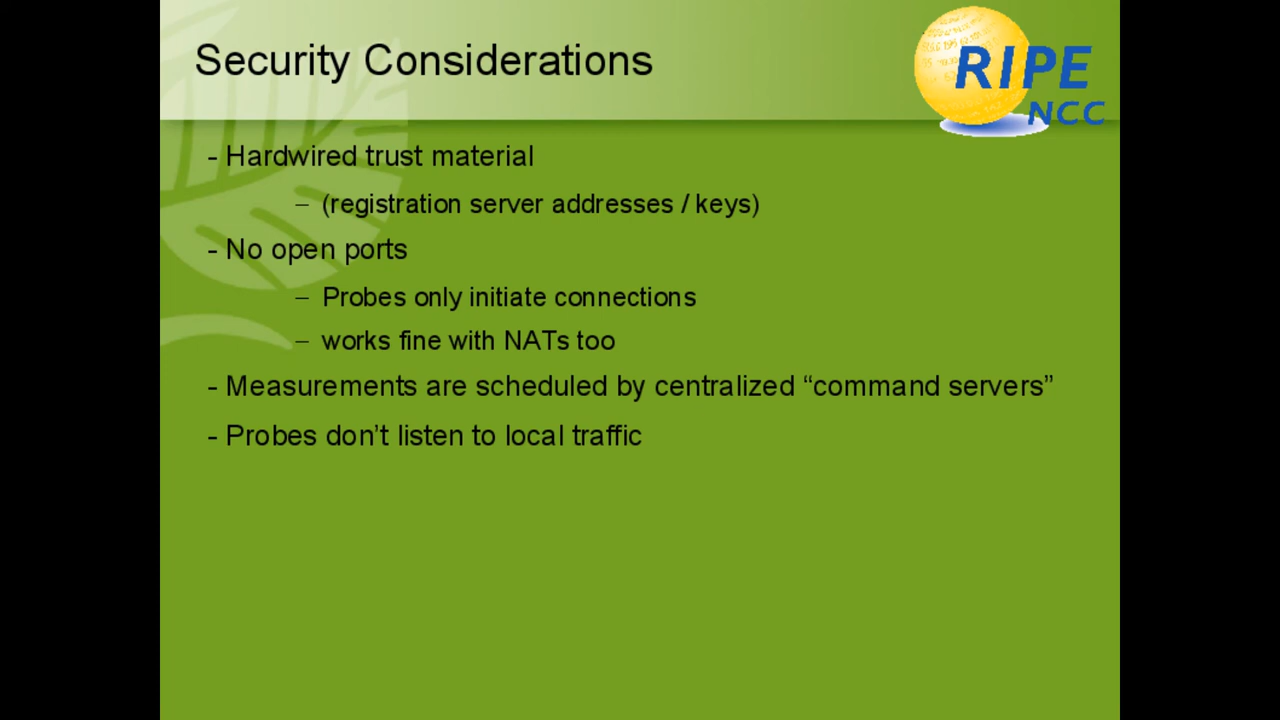 Security Considerations
RIPE
NCC
- Hardwired trust material
– (registration server addresses / keys)
- No open ports
– Probes only initiate connections
– works fine with NATs too
- Measurements are scheduled by centralized “command servers”
- Probes don’t listen to local traffic